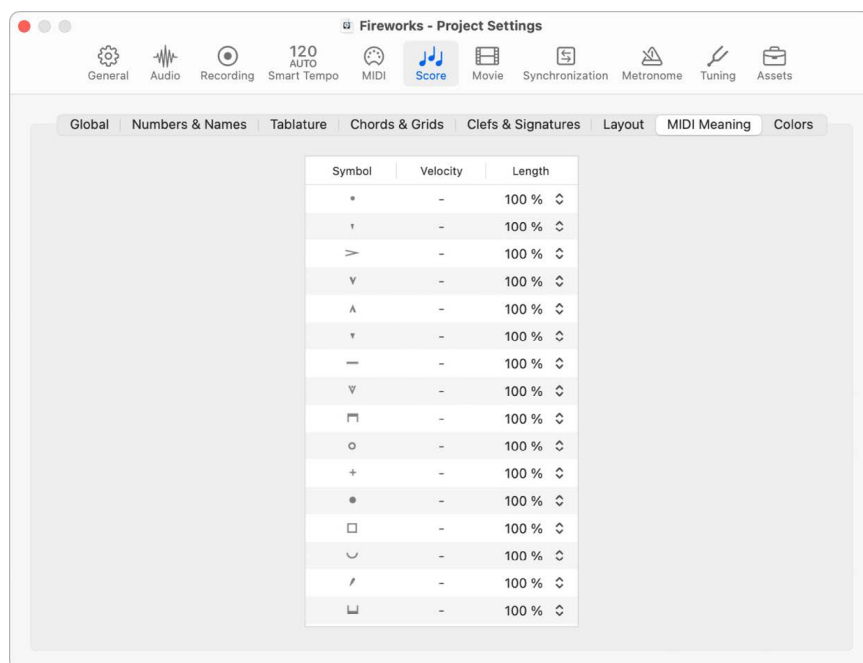 Fireworks - Project Settings
General Audio Recording 120 AUTO Smart Tempo MIDI Score Movie Synchronization Metronome Tuning Assets
Global Numbers & Names Tablature Chords & Grids Clefs & Signatures Layout MIDI Meaning Colors
Symbol Velocity Length
- 100 %
- 100 %
> - 100 %
- 100 %
- 100 %
- 100 %
- 100 %
- 100 %
- 100 %
- 100 %
+ - 100 %
- 100 %
- 100 %
- 100 %
- 100 %
- 100 %